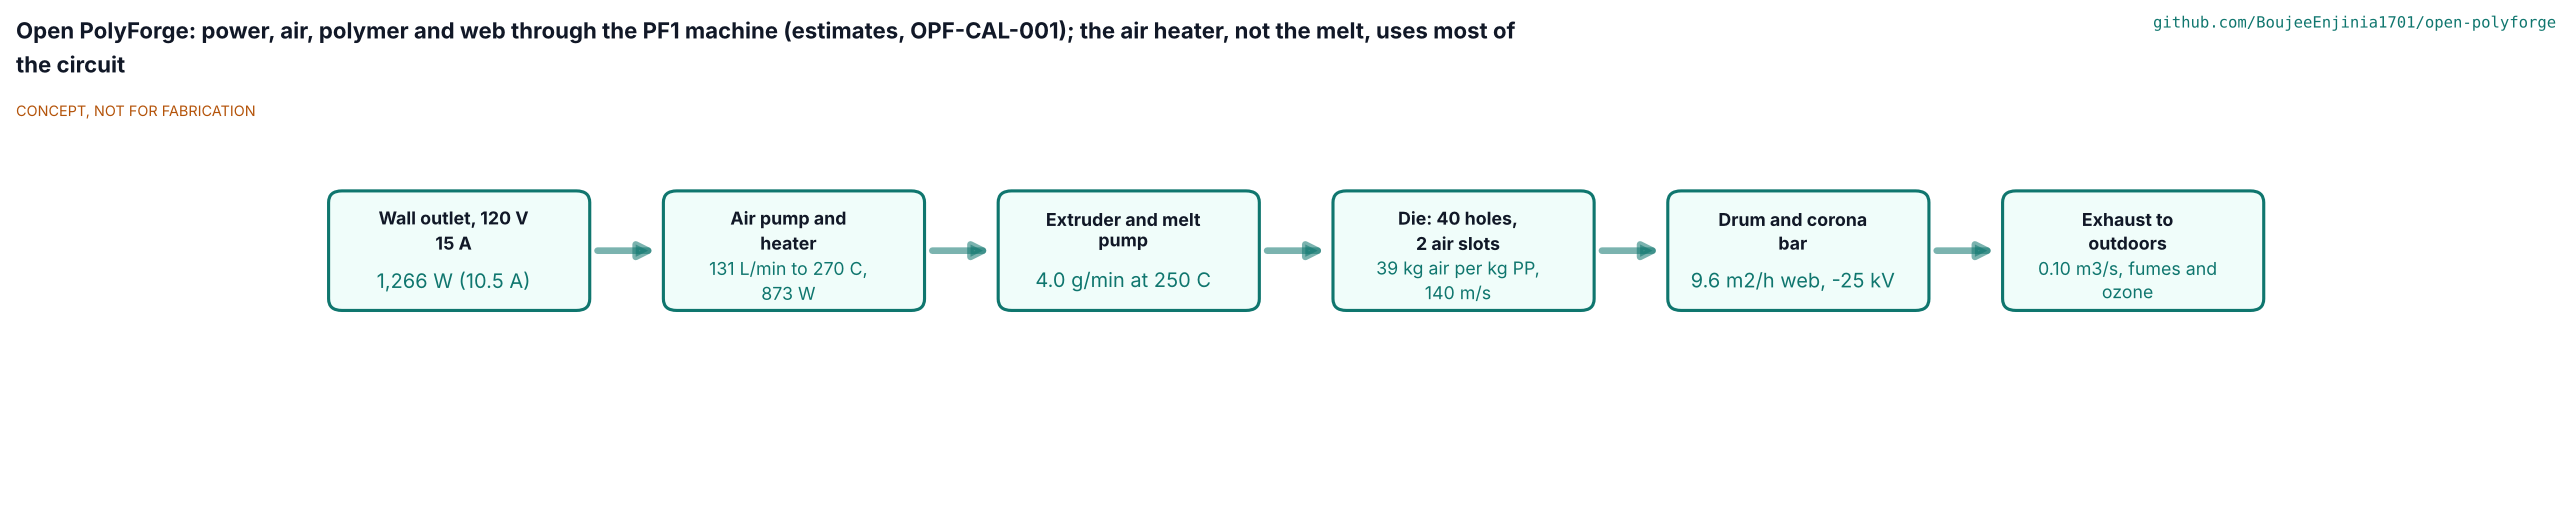 Open PolyForge: power, air, polymer and web through the PF1 machine (estimates, OPF-CAL-001); the air heater, not the melt, uses most of
the circuit
github.com/BoujeeEnjinia1701/open-polyforge
CONCEPT, NOT FOR FABRICATION
Wall outlet, 120 V
15 A
1,266 W (10.5 A)
Air pump and
heater
131 L/min to 270 C,
873 W
Extruder and melt
pump
4.0 g/min at 250 C
Die: 40 holes,
2 air slots
39 kg air per kg PP,
140 m/s
Drum and corona
bar
9.6 m2/h web, -25 kV
Exhaust to
outdoors
0.10 m3/s, fumes and
ozone